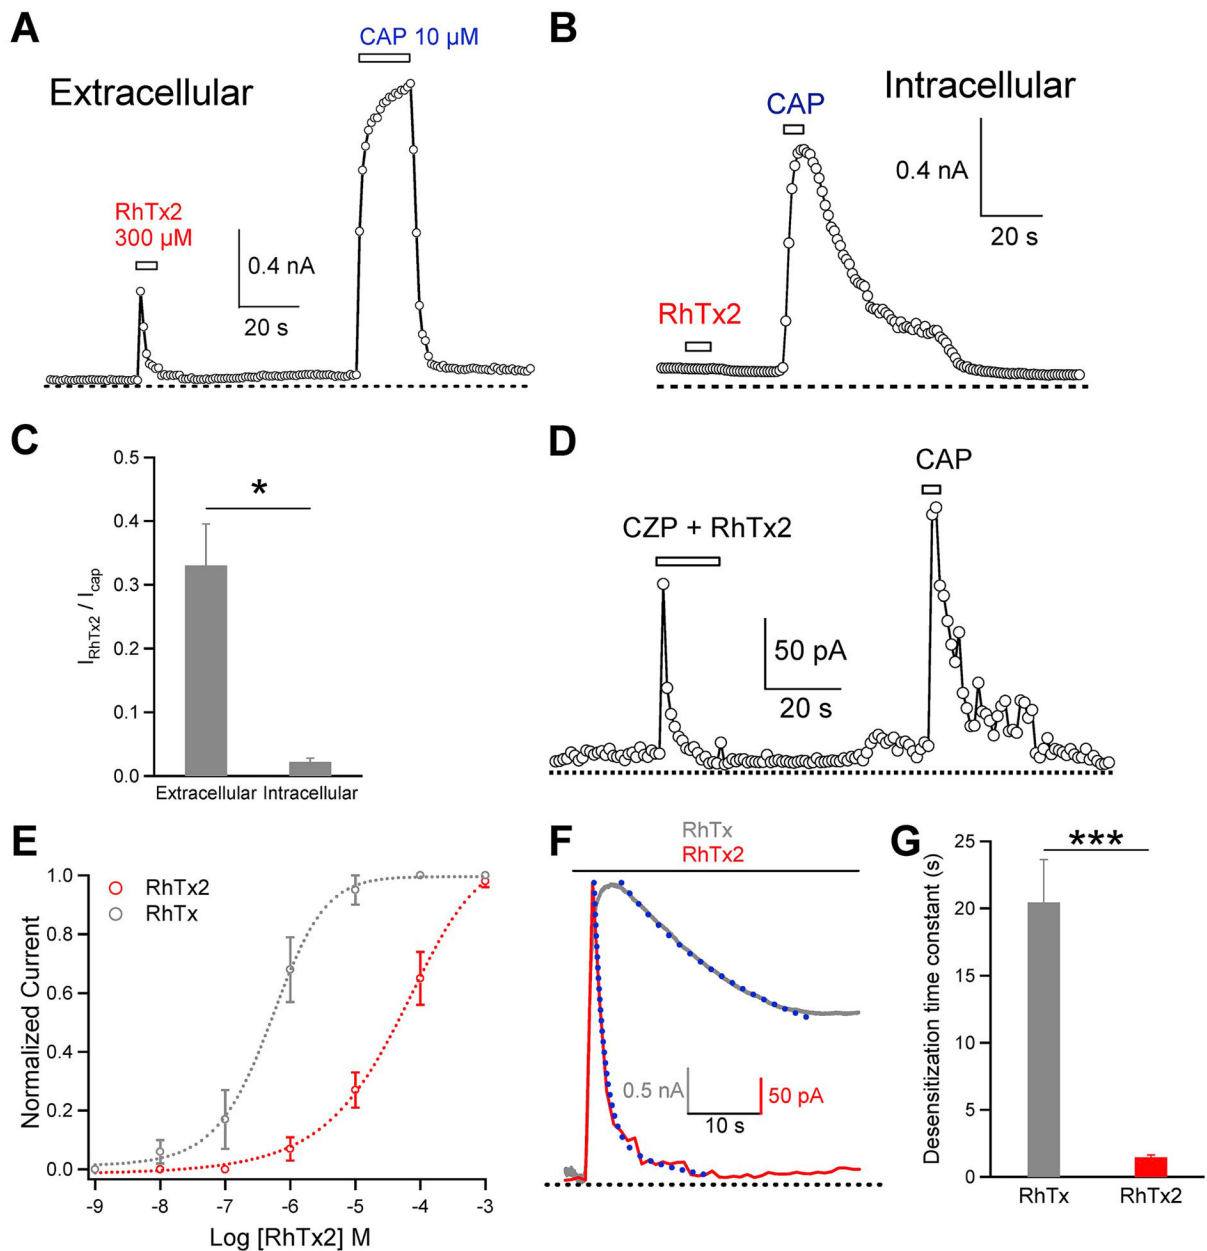 A
CAP 10 µM
Extracellular
RhTx2
300 µM
0.4 nA
20 s
B
Intracellular
CAP
0.4 nA
20 s
RhTx2
C
0.5
0.4
0.3
0.2
0.1
0.0
I RhTx2 / I cap
*
Extracellular Intracellular
D
CAP
CZP + RhTx2
50 pA
20 s
E
RhTx2
RhTx
1.0
0.8
0.6
0.4
0.2
0.0
Normalized Current
-9 -8 -7 -6 -5 -4 -3
Log [RhTx2] M
F
RhTx
RhTx2
0.5 nA
50 pA
10 s
G
***
25
20
15
10
5
0
Desensitization time constant (s)
RhTx RhTx2